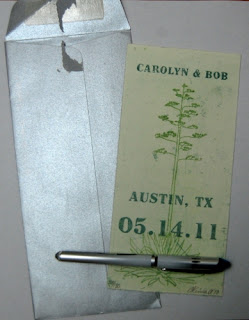 CAROLYN & BOB
AUSTIN, TX
05.14.11